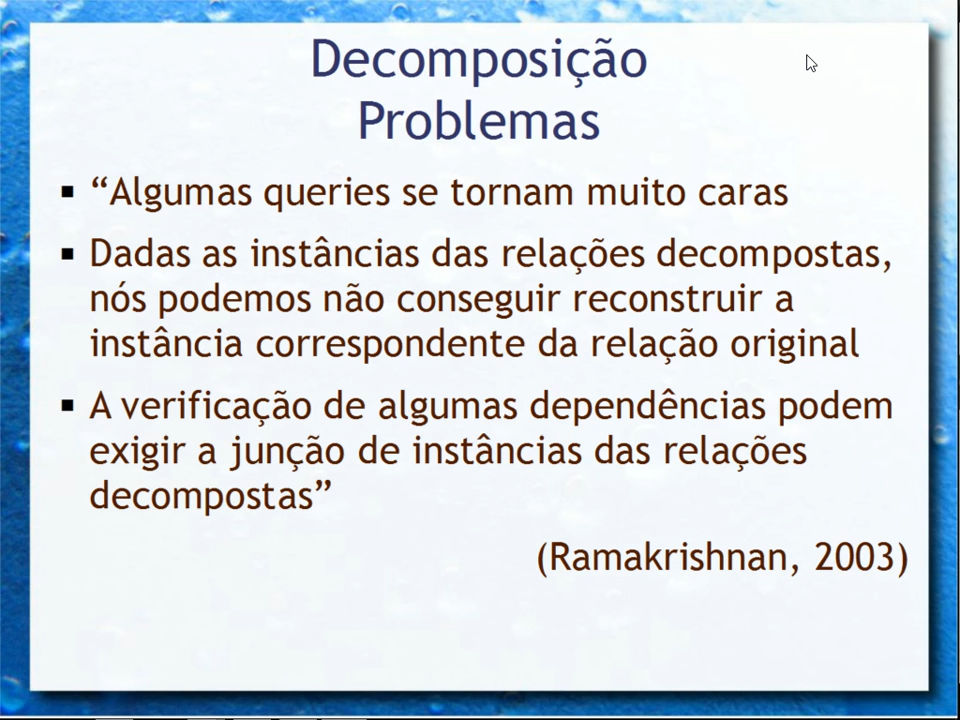 Decomposição
Problemas
▪ “Algumas queries se tornam muito caras
▪ Dadas as instâncias das relações decompostas,
nós podemos não conseguir reconstruir a
instância correspondente da relação original
▪ A verificação de algumas dependências podem
exigir a junção de instâncias das relações
decompostas”
(Ramakrishnan, 2003)